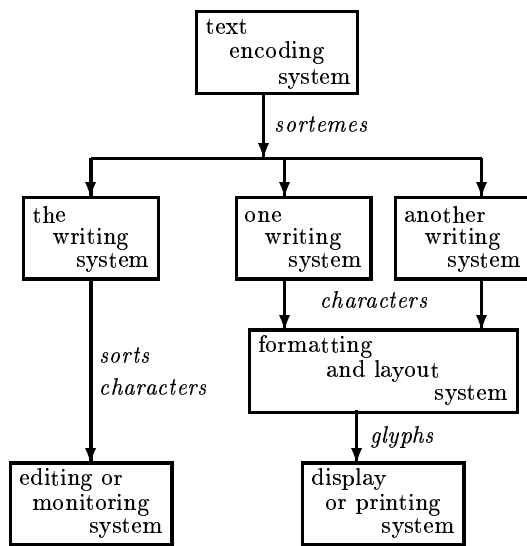 text
encoding
system
sortemes
the
writing
system
one
writing
system
another
writing
system
characters
formatting
and layout
system
sorts
characters
glyphs
editing or
monitoring
system
display
or printing
system